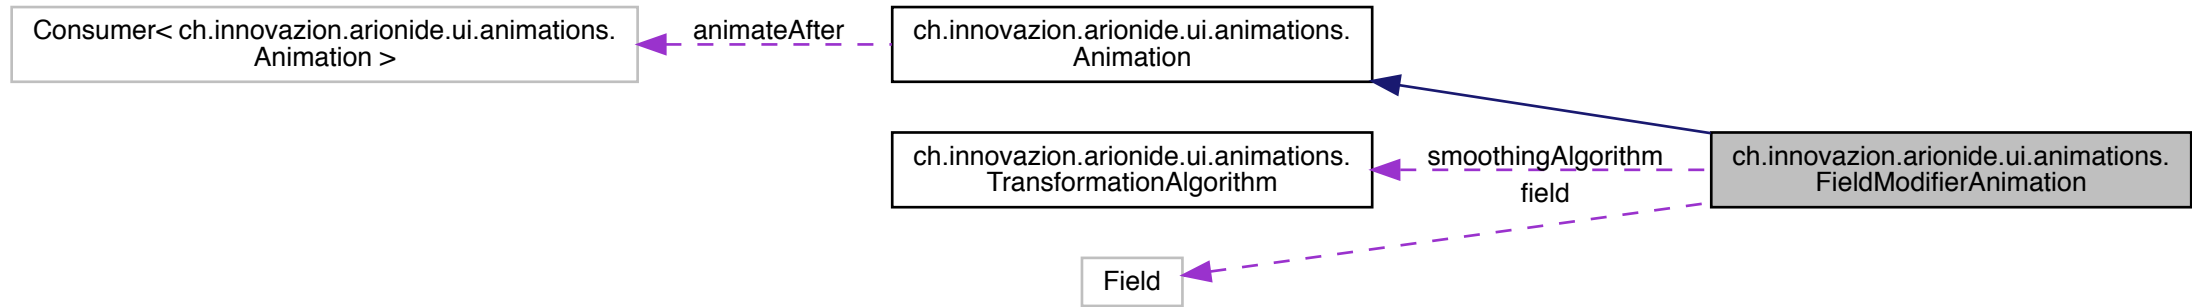 Consumer< ch.innovazion.arionide.ui.animations.
Animation >
animateAfter
ch.innovazion.arionide.ui.animations.
Animation
ch.innovazion.arionide.ui.animations.
TransformationAlgorithm
smoothingAlgorithm
field
ch.innovazion.arionide.ui.animations.
FieldModifierAnimation
Field